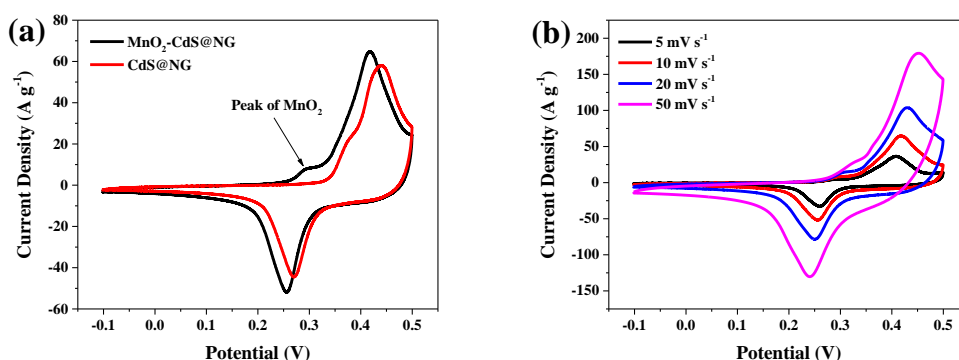 (a)
MnO₂-CdS@NG
CdS@NG
Peak of MnO₂
80
60
40
20
0
-20
-40
-60
-0.1 0.0 0.1 0.2 0.3 0.4 0.5
Current Density (A g⁻¹)
Potential (V)
(b)
5 mV s⁻¹
10 mV s⁻¹
20 mV s⁻¹
50 mV s⁻¹
200
150
100
50
0
-50
-100
-150
-0.1 0.0 0.1 0.2 0.3 0.4 0.5
Current Density (A g⁻¹)
Potential (V)